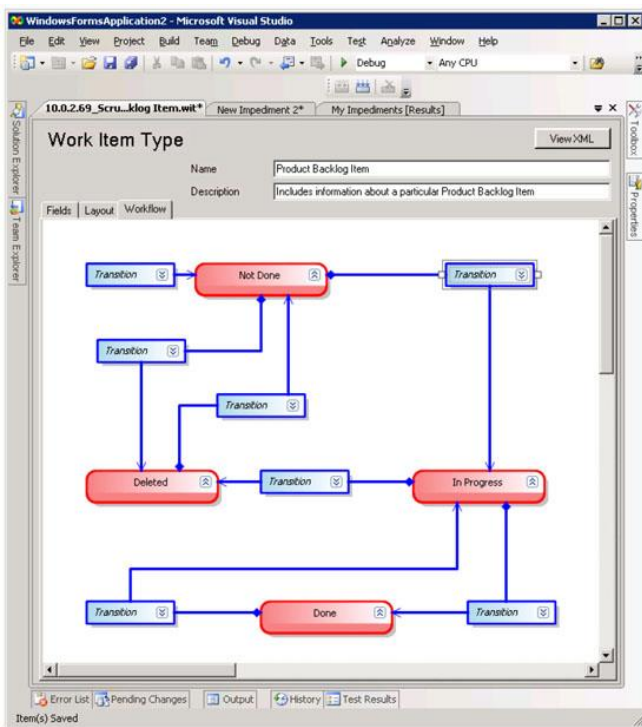 WindowsFormsApplication2 - Microsoft Visual Studio
File Edit View Project Build Team Debug Data Tools Test Analyze Window Help
Debug Any CPU
10.0.2.69_Scru...klog Item.wit* New Impediment 2* My Impediments [Results]
Solution Explorer
Team Explorer
Toolbox
Properties
Work Item Type
View XML
Name Product Backlog Item
Description Includes information about a particular Product Backlog Item
Fields Layout Workflow
Transition Not Done Transition
Transition
Transition
Deleted Transition In Progress
Transition Done Transition
Error List Pending Changes Output History Test Results
Item(s) Saved